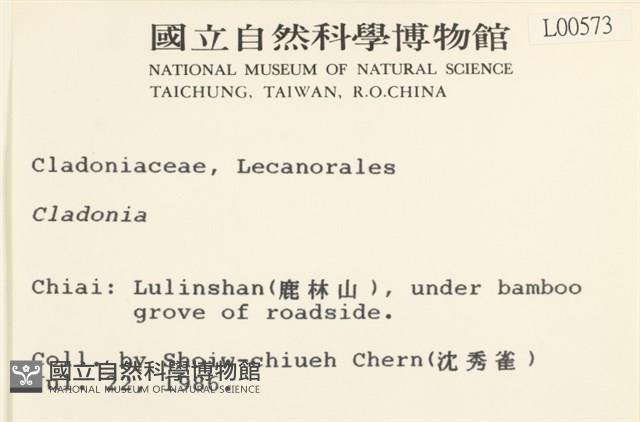 國立自然科學博物館
L00573
NATIONAL MUSEUM OF NATURAL SCIENCE
TAICHUNG, TAIWAN, R.O.CHINA
Cladoniaceae, Lecanorales
Cladonia
Chiai: Lulinshan(鹿林山), under bamboo
grove of roadside.
Coll. by Shoiw-chiueh Chern(沈秀雀)
1986.
國立自然科學博物館
NATIONAL MUSEUM OF NATURAL SCIENCE